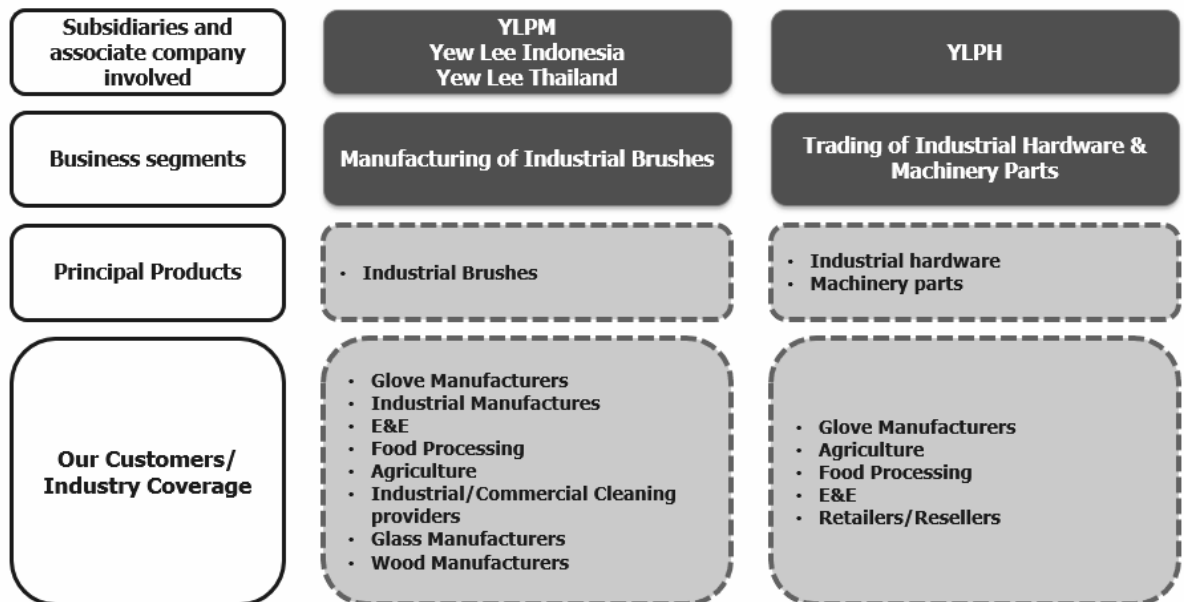 Subsidiaries and
associate company
involved
YLPM
Yew Lee Indonesia
Yew Lee Thailand
YLPH
Business segments
Manufacturing of Industrial Brushes
Trading of Industrial Hardware &
Machinery Parts
Principal Products
• Industrial Brushes
• Industrial hardware
• Machinery parts
Our Customers/
Industry Coverage
• Glove Manufacturers
• Industrial Manufactures
• E&E
• Food Processing
• Agriculture
• Industrial/Commercial Cleaning
providers
• Glass Manufacturers
• Wood Manufacturers
• Glove Manufacturers
• Agriculture
• Food Processing
• E&E
• Retailers/Resellers